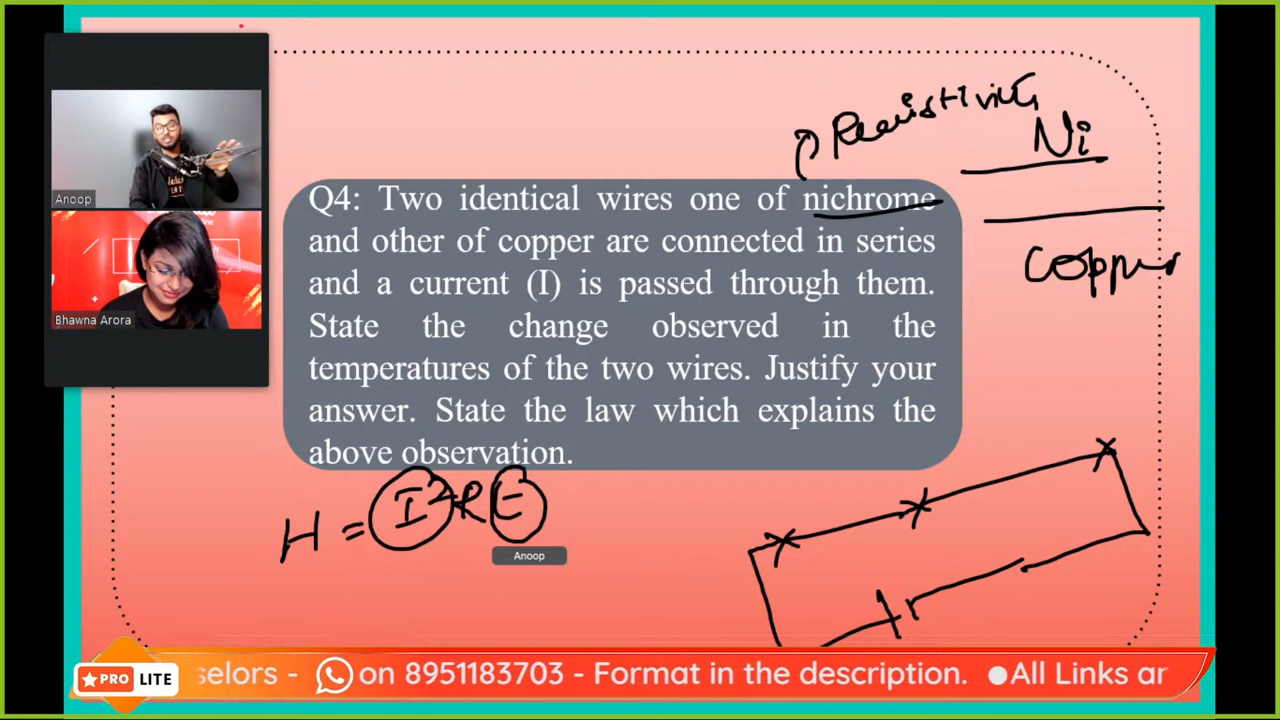 Resistivity
Ni
Anoop
Q4: Two identical wires one of nichrome
and other of copper are connected in series
and a current (I) is passed through them.
State the change observed in the
temperatures of the two wires. Justify your
answer. State the law which explains the
above observation.
copper
Bhawna Arora
H = I²Rt
Anoop
PRO LITE
selors - on 8951183703 - Format in the description. ●All Links ar